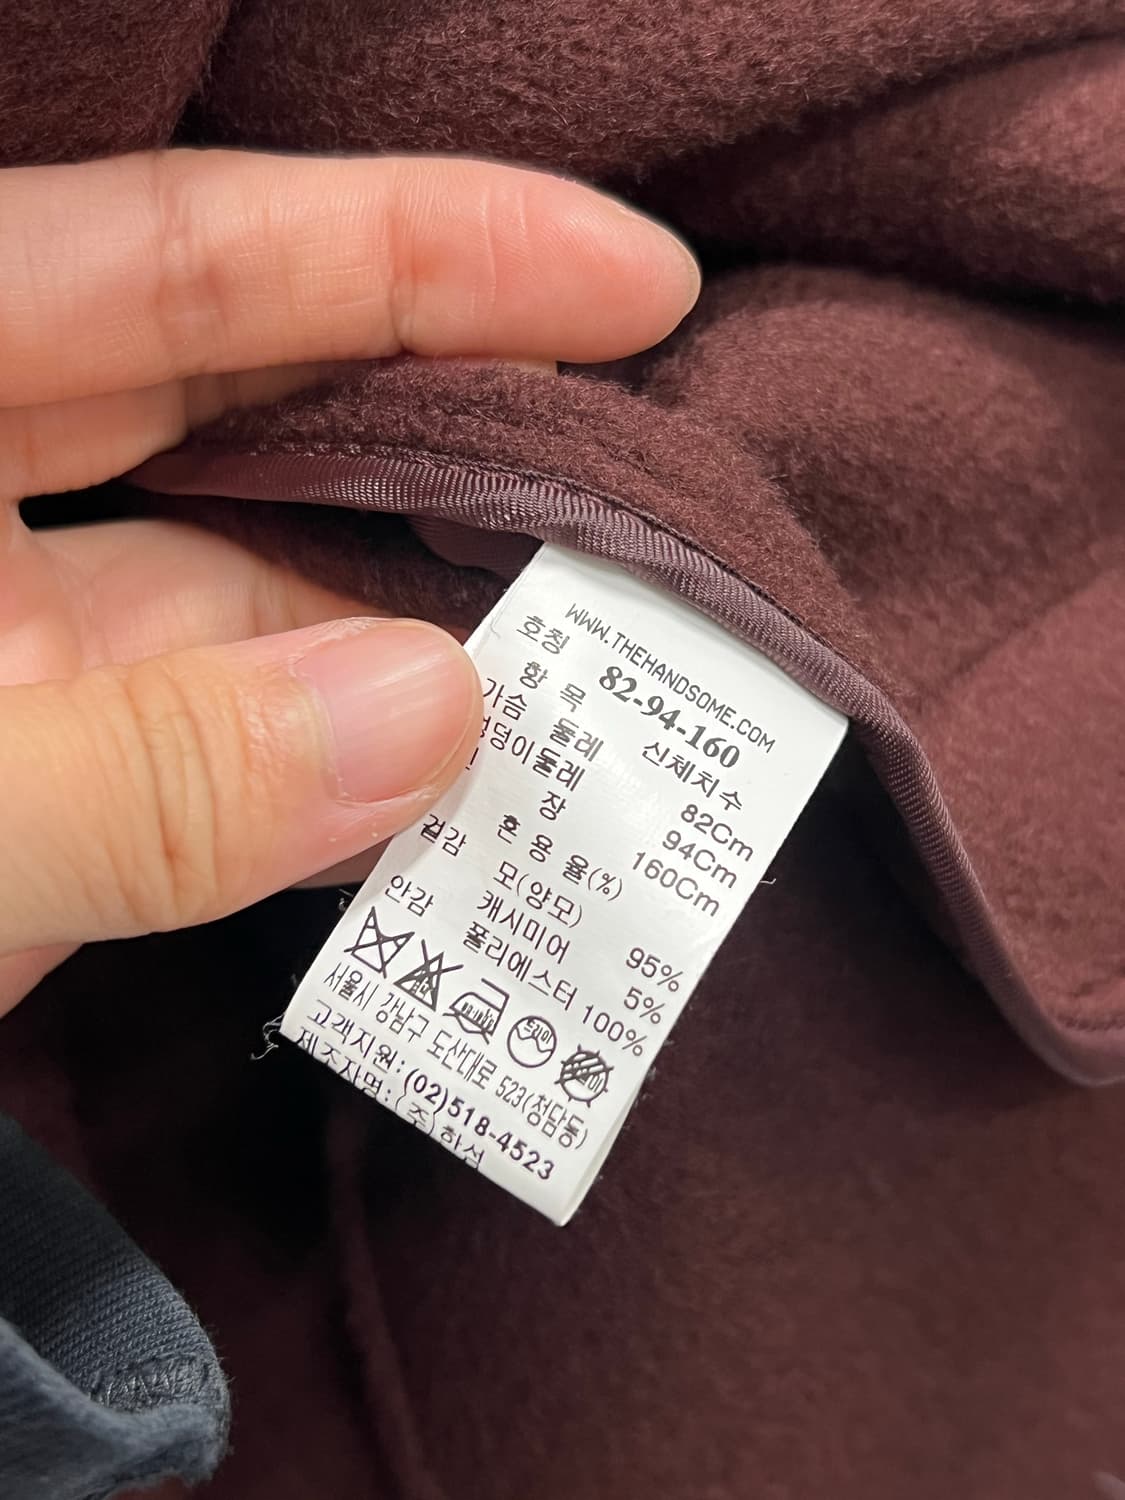 WWW.THEHANDSOME.COM
호칭 82-94-160
항 목 신체치수
가슴 둘레 82Cm
엉덩이둘레 94Cm
장 160Cm
혼 용 율(%)
겉감 모(양모) 95%
캐시미어 5%
안감 폴리에스터 100%
서울시 강남구 도산대로 523(청담동)
고객지원:(02)518-4523
제조자명:(주)한섬